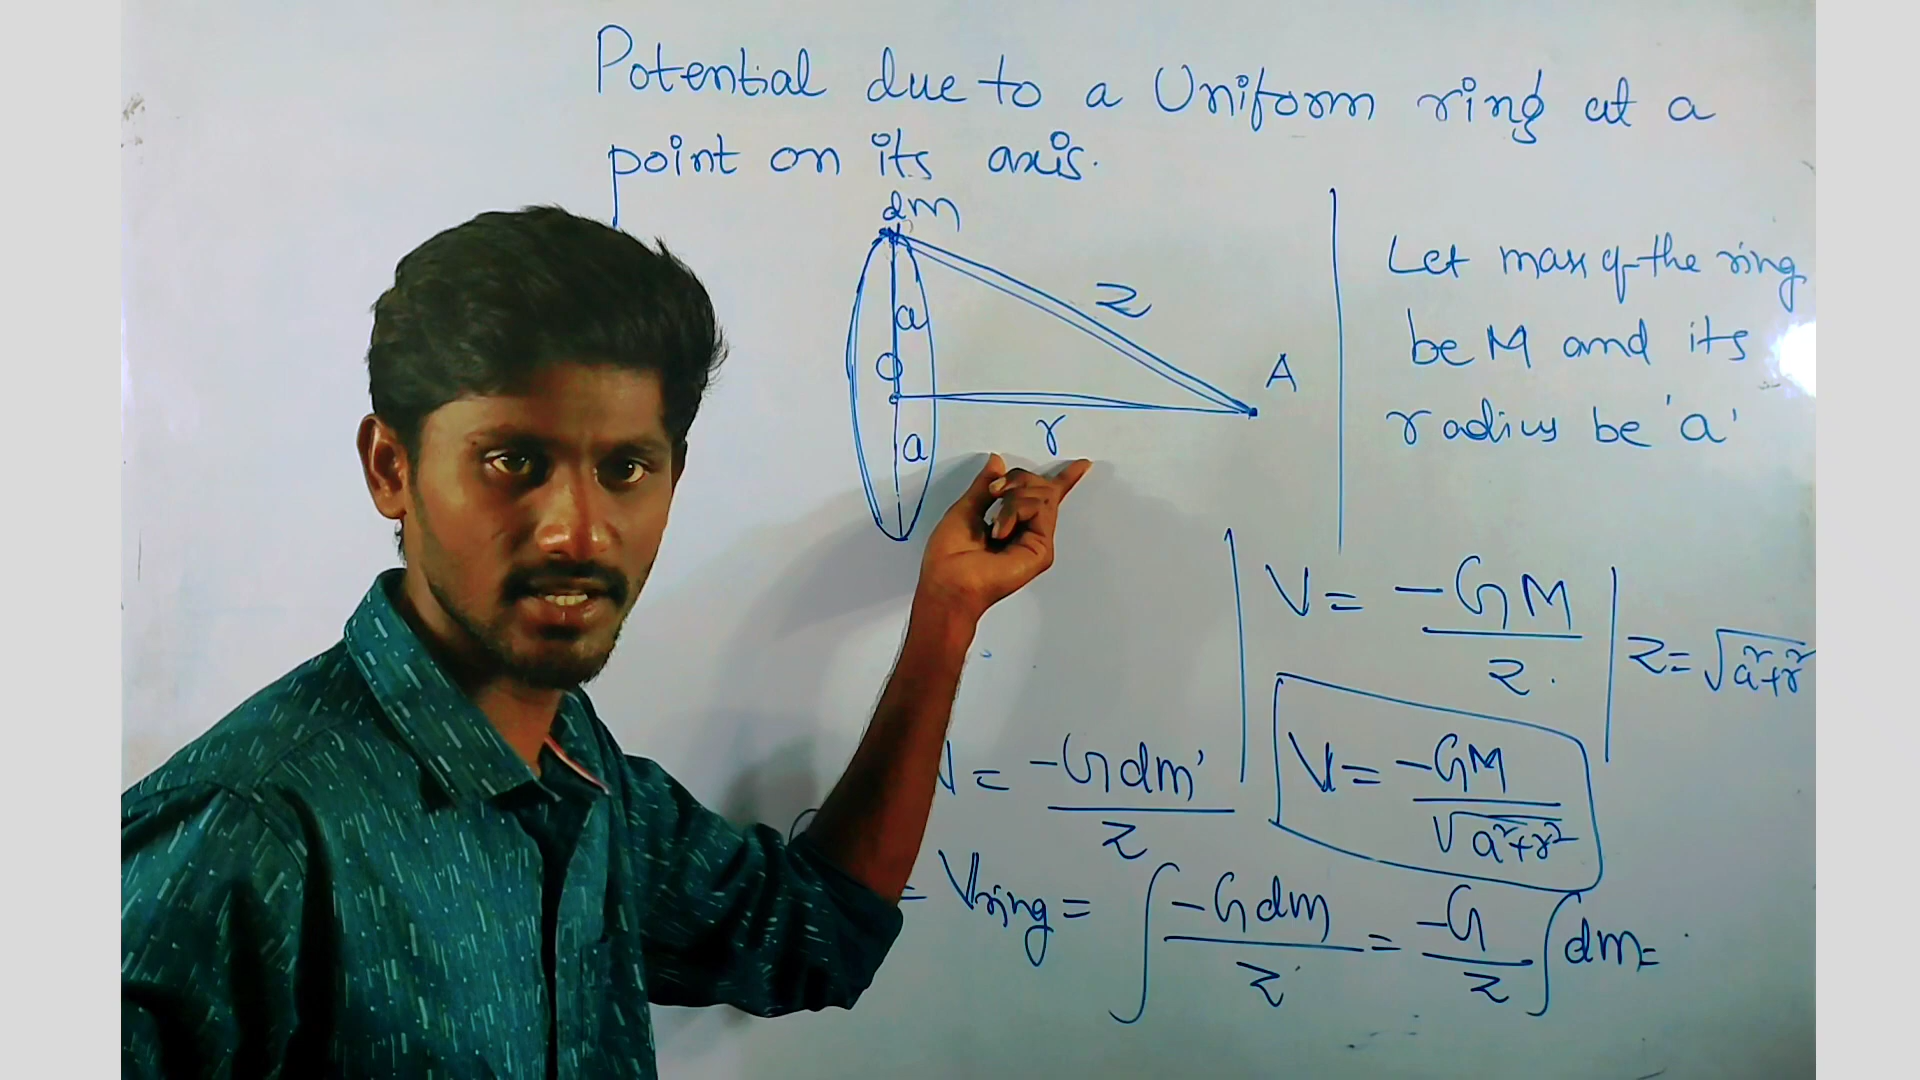 Potential due to a Uniform ring at a
point on its axis.
dm
a
z
O
A
r
a
Let mass of the ring
be M and its
radius be 'a'
V = -GM/z
z = √a²+r²
V = -GM/√a²+r²
V = -Gdm/z
= Vring = ∫ -Gdm/z = -G/z ∫ dm =